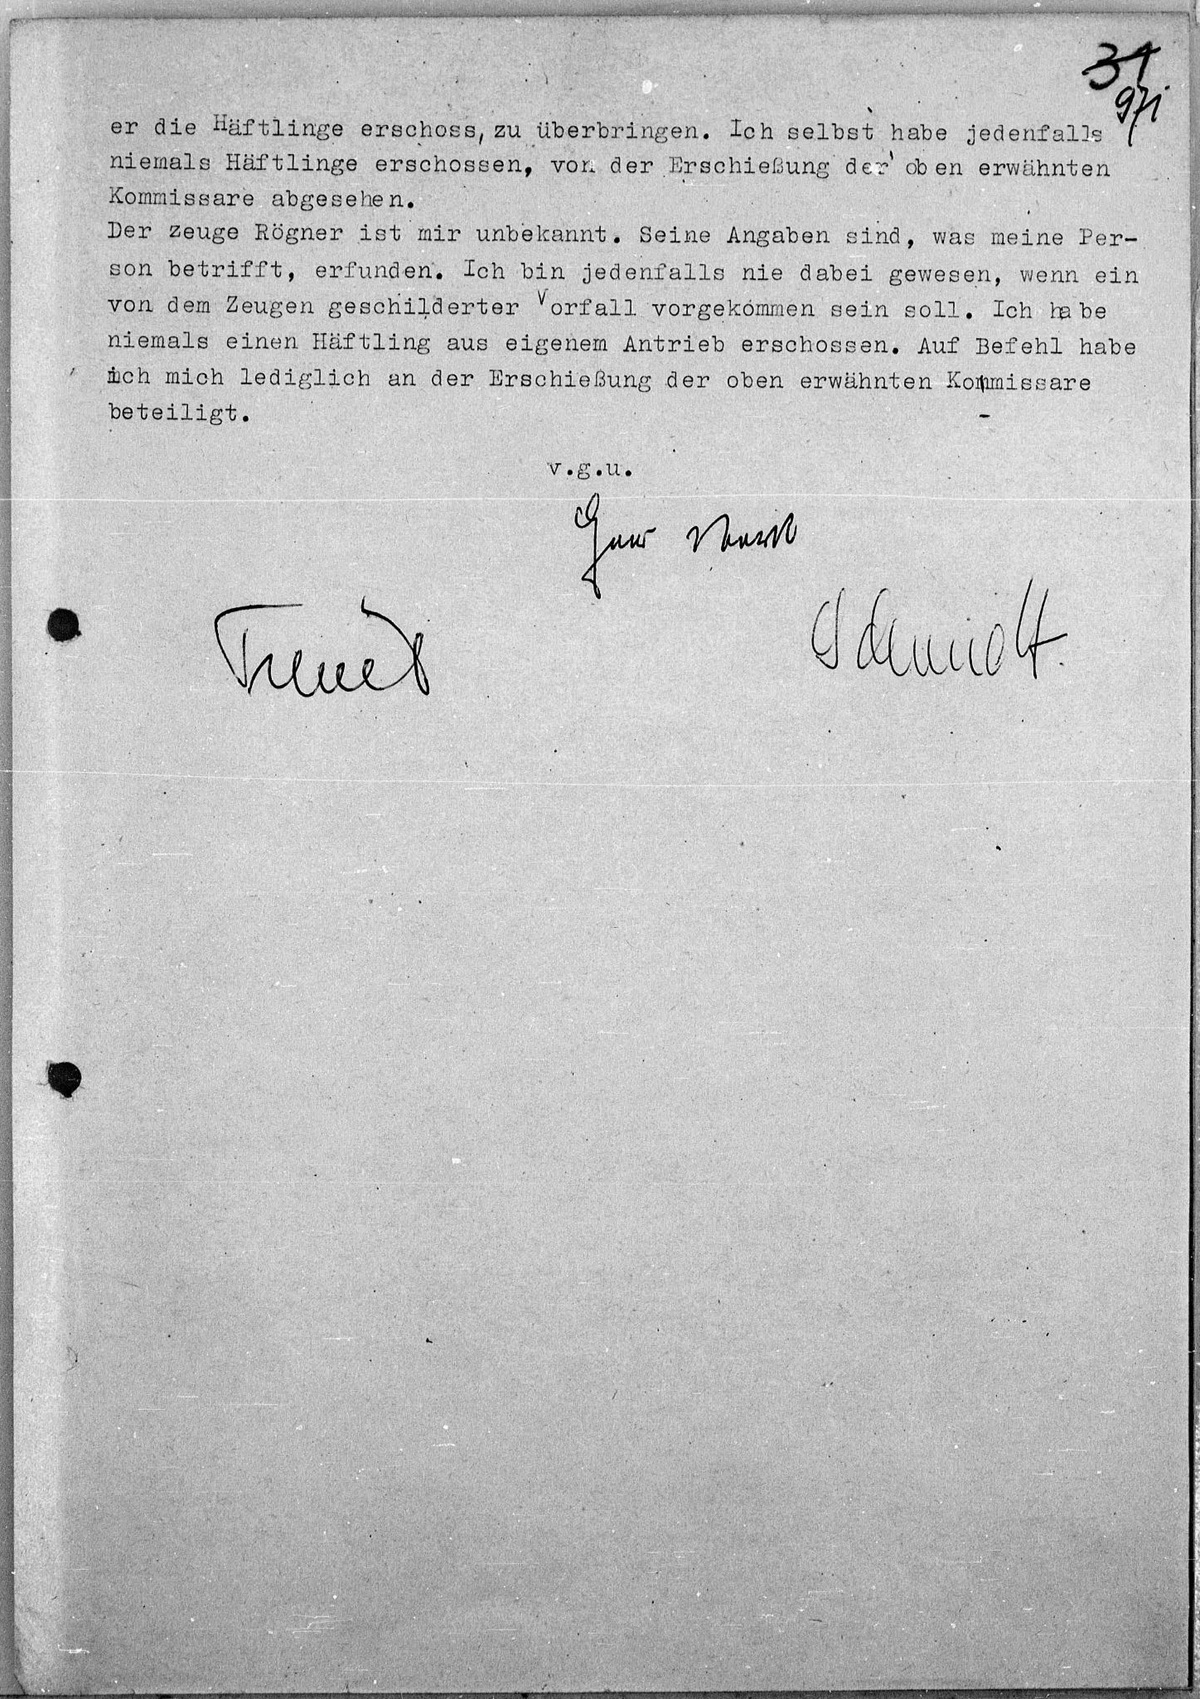 31
971
er die Häftlinge erschoss, zu überbringen. Ich selbst habe jedenfalls
niemals Häftlinge erschossen, von der Erschießung der oben erwähnten
Kommissare abgesehen.
Der zeuge Rögner ist mir unbekannt. Seine Angaben sind, was meine Per-
son betrifft, erfunden. Ich bin jedenfalls nie dabei gewesen, wenn ein
von dem Zeugen geschilderter Vorfall vorgekommen sein soll. Ich habe
niemals einen Häftling aus eigenem Antrieb erschossen. Auf Befehl habe
ich mich lediglich an der Erschießung der oben erwähnten Kommissare
beteiligt. -
v.g.u.
Schmidt.